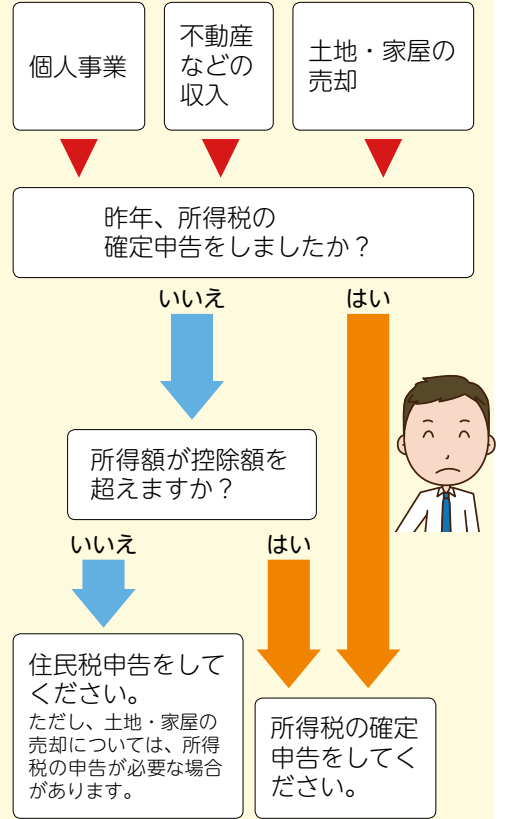 個人事業
不動産
などの
収入
土地・家屋の
売却
昨年、所得税の
確定申告をしましたか？
いいえ
はい
所得額が控除額を
超えますか？
いいえ
はい
住民税申告をして
ください。
ただし、土地・家屋の
売却については、所得
税の申告が必要な場合
があります。
所得税の確定
申告をしてく
ださい。